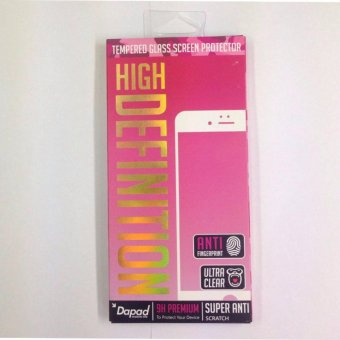 TEMPERED GLASS SCREEN PROTECTOR
HIGH
DEFINITION
ANTI
FINGERPRINT
ULTRA
CLEAR
Dapad
9H PREMIUM
To Protect Your Device
SUPER ANTI
SCRATCH